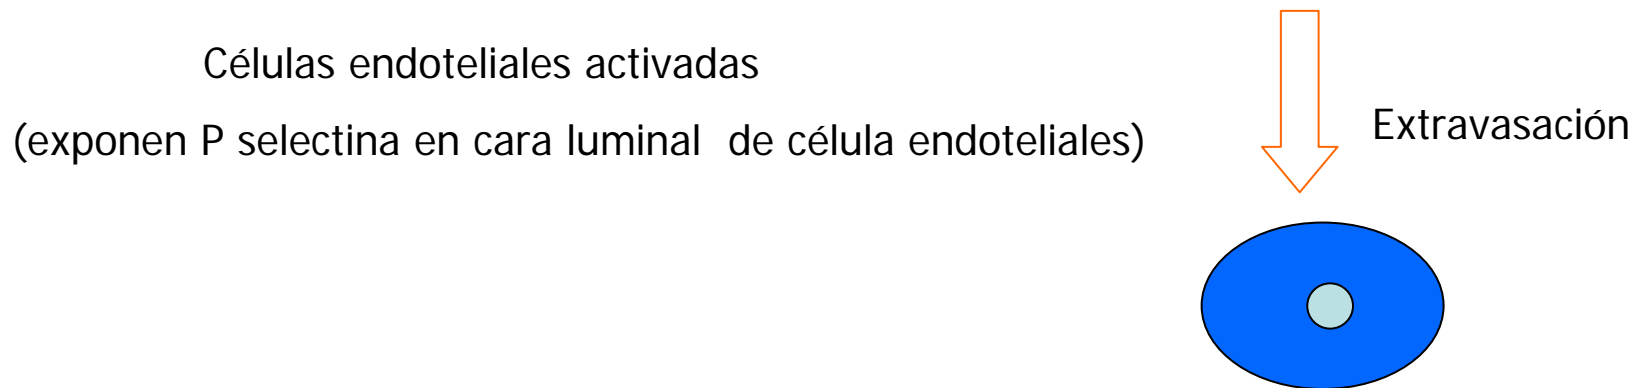 Células endoteliales activadas
(exponen P selectina en cara luminal de célula endoteliales)
Extravasación